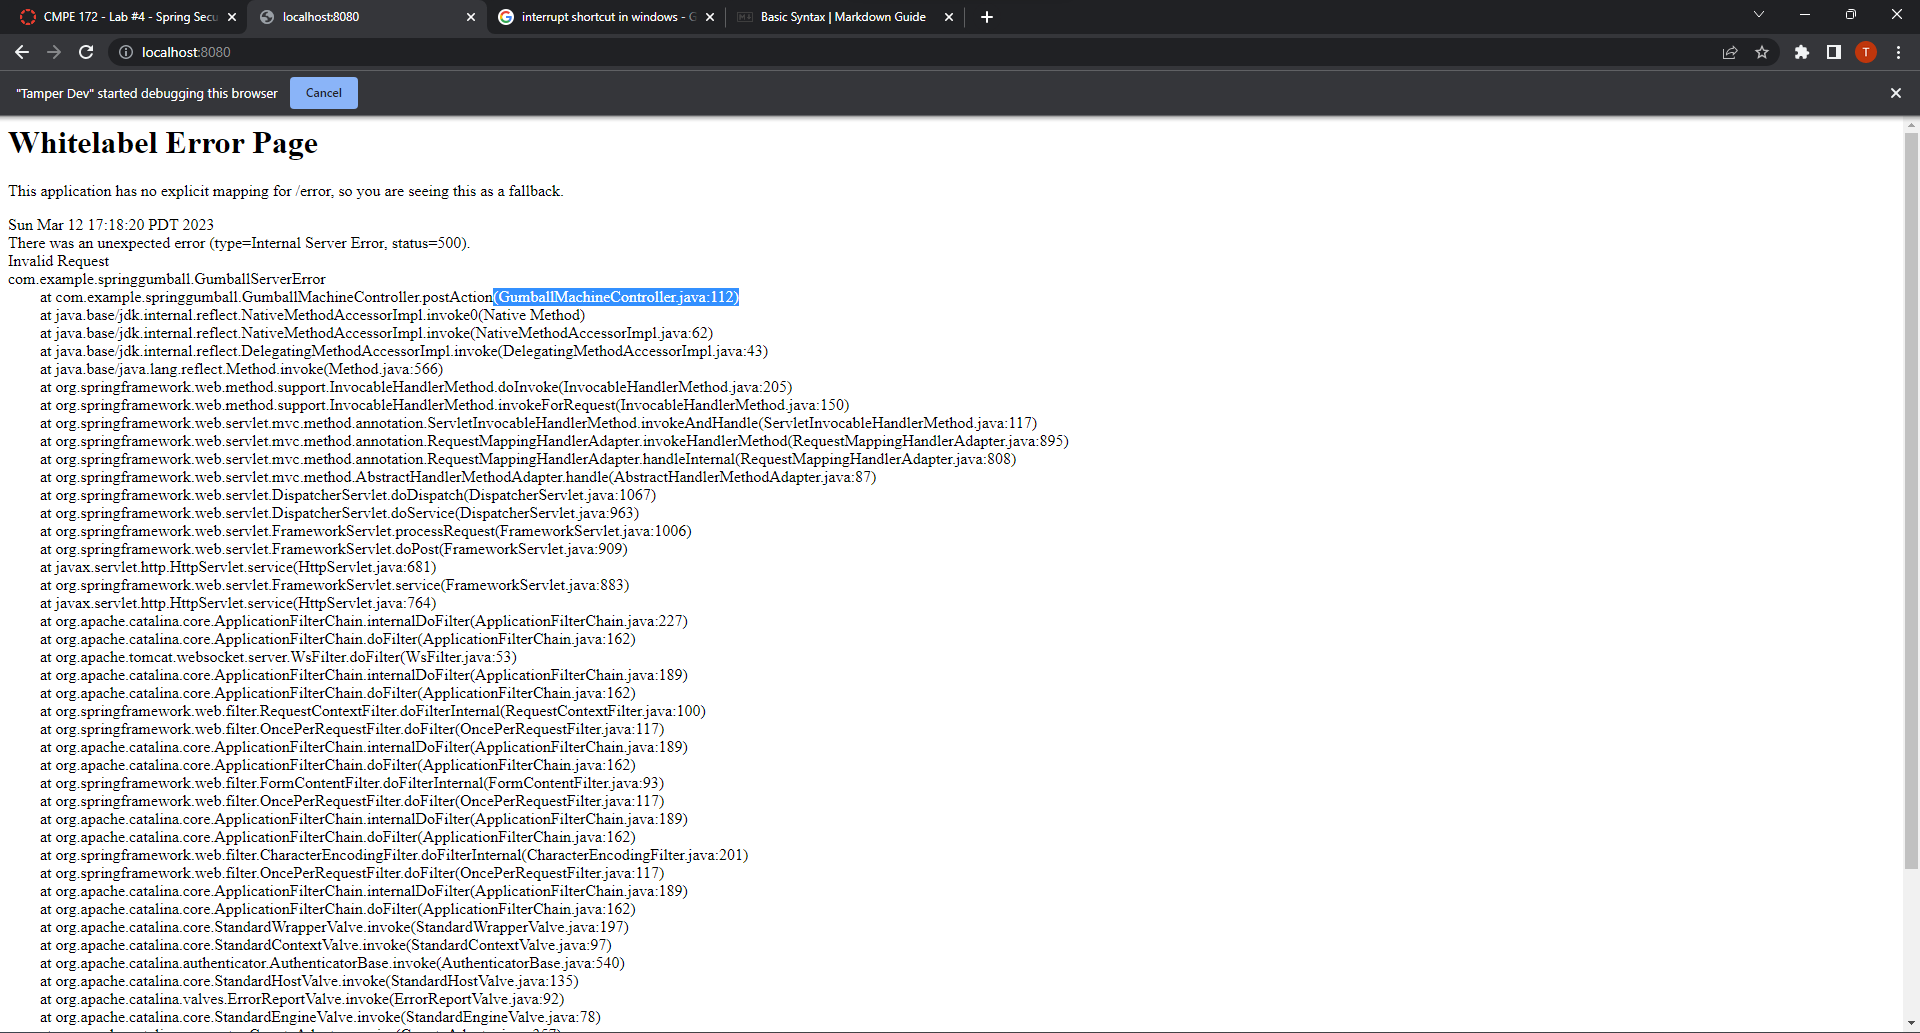 CMPE 172 - Lab #4 - Spring Secu
localhost:8080
interrupt shortcut in windows - G
Basic Syntax | Markdown Guide
localhost:8080
T
"Tamper Dev" started debugging this browser
Cancel
Whitelabel Error Page
This application has no explicit mapping for /error, so you are seeing this as a fallback.
Sun Mar 12 17:18:20 PDT 2023
There was an unexpected error (type=Internal Server Error, status=500).
Invalid Request
com.example.springgumball.GumballServerError
at com.example.springgumball.GumballMachineController.postAction(GumballMachineController.java:112)
at java.base/jdk.internal.reflect.NativeMethodAccessorImpl.invoke0(Native Method)
at java.base/jdk.internal.reflect.NativeMethodAccessorImpl.invoke(NativeMethodAccessorImpl.java:62)
at java.base/jdk.internal.reflect.DelegatingMethodAccessorImpl.invoke(DelegatingMethodAccessorImpl.java:43)
at java.base/java.lang.reflect.Method.invoke(Method.java:566)
at org.springframework.web.method.support.InvocableHandlerMethod.doInvoke(InvocableHandlerMethod.java:205)
at org.springframework.web.method.support.InvocableHandlerMethod.invokeForRequest(InvocableHandlerMethod.java:150)
at org.springframework.web.servlet.mvc.method.annotation.ServletInvocableHandlerMethod.invokeAndHandle(ServletInvocableHandlerMethod.java:117)
at org.springframework.web.servlet.mvc.method.annotation.RequestMappingHandlerAdapter.invokeHandlerMethod(RequestMappingHandlerAdapter.java:895)
at org.springframework.web.servlet.mvc.method.annotation.RequestMappingHandlerAdapter.handleInternal(RequestMappingHandlerAdapter.java:808)
at org.springframework.web.servlet.mvc.method.AbstractHandlerMethodAdapter.handle(AbstractHandlerMethodAdapter.java:87)
at org.springframework.web.servlet.DispatcherServlet.doDispatch(DispatcherServlet.java:1067)
at org.springframework.web.servlet.DispatcherServlet.doService(DispatcherServlet.java:963)
at org.springframework.web.servlet.FrameworkServlet.processRequest(FrameworkServlet.java:1006)
at org.springframework.web.servlet.FrameworkServlet.doPost(FrameworkServlet.java:909)
at javax.servlet.http.HttpServlet.service(HttpServlet.java:681)
at org.springframework.web.servlet.FrameworkServlet.service(FrameworkServlet.java:883)
at javax.servlet.http.HttpServlet.service(HttpServlet.java:764)
at org.apache.catalina.core.ApplicationFilterChain.internalDoFilter(ApplicationFilterChain.java:227)
at org.apache.catalina.core.ApplicationFilterChain.doFilter(ApplicationFilterChain.java:162)
at org.apache.tomcat.websocket.server.WsFilter.doFilter(WsFilter.java:53)
at org.apache.catalina.core.ApplicationFilterChain.internalDoFilter(ApplicationFilterChain.java:189)
at org.apache.catalina.core.ApplicationFilterChain.doFilter(ApplicationFilterChain.java:162)
at org.springframework.web.filter.RequestContextFilter.doFilterInternal(RequestContextFilter.java:100)
at org.springframework.web.filter.OncePerRequestFilter.doFilter(OncePerRequestFilter.java:117)
at org.apache.catalina.core.ApplicationFilterChain.internalDoFilter(ApplicationFilterChain.java:189)
at org.apache.catalina.core.ApplicationFilterChain.doFilter(ApplicationFilterChain.java:162)
at org.springframework.web.filter.FormContentFilter.doFilterInternal(FormContentFilter.java:93)
at org.springframework.web.filter.OncePerRequestFilter.doFilter(OncePerRequestFilter.java:117)
at org.apache.catalina.core.ApplicationFilterChain.internalDoFilter(ApplicationFilterChain.java:189)
at org.apache.catalina.core.ApplicationFilterChain.doFilter(ApplicationFilterChain.java:162)
at org.springframework.web.filter.CharacterEncodingFilter.doFilterInternal(CharacterEncodingFilter.java:201)
at org.springframework.web.filter.OncePerRequestFilter.doFilter(OncePerRequestFilter.java:117)
at org.apache.catalina.core.ApplicationFilterChain.internalDoFilter(ApplicationFilterChain.java:189)
at org.apache.catalina.core.ApplicationFilterChain.doFilter(ApplicationFilterChain.java:162)
at org.apache.catalina.core.StandardWrapperValve.invoke(StandardWrapperValve.java:197)
at org.apache.catalina.core.StandardContextValve.invoke(StandardContextValve.java:97)
at org.apache.catalina.authenticator.AuthenticatorBase.invoke(AuthenticatorBase.java:540)
at org.apache.catalina.core.StandardHostValve.invoke(StandardHostValve.java:135)
at org.apache.catalina.valves.ErrorReportValve.invoke(ErrorReportValve.java:92)
at org.apache.catalina.core.StandardEngineValve.invoke(StandardEngineValve.java:78)